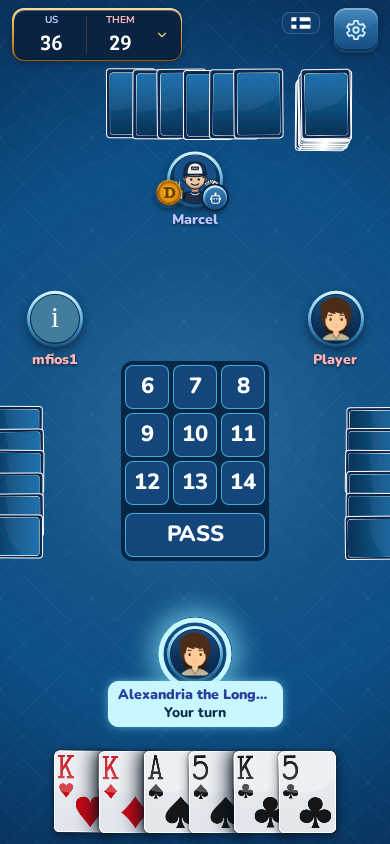 US THEM
36 29
D
Marcel
i
mfios1
Player
6 7 8
9 10 11
12 13 14
PASS
Alexandria the Long...
Your turn
K K A 5 K 5